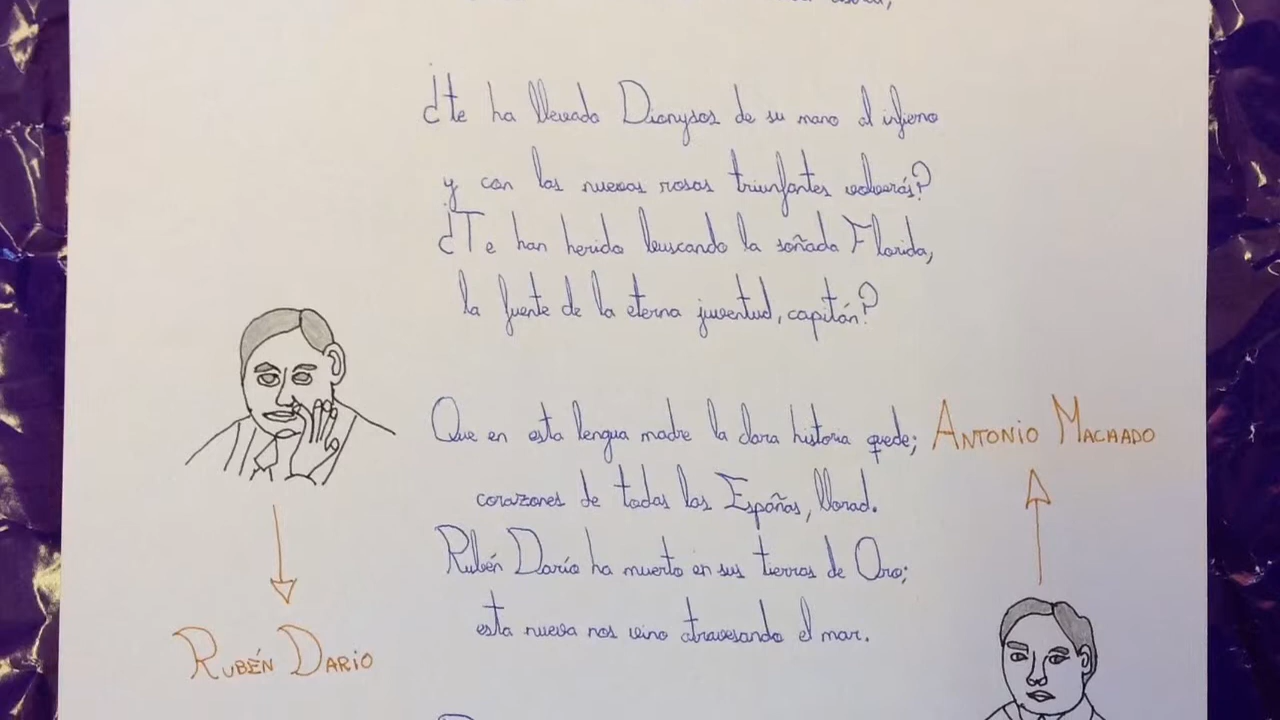 ¿te ha llevado Dionysos de su mano al infierno
y con las nuevas rosas triunfantes volverás?
¿Te han herido buscando la soñada Florida,
la fuente de la eterna juventud, capitán?
Que en esta lengua madre la clara historia quede;
corazones de todas las Españas, llorad.
Rubén Darío ha muerto en sus tierras de Oro;
esta nueva nos vino atravesando el mar.
ANTONIO MACHADO
RUBÉN DARIO